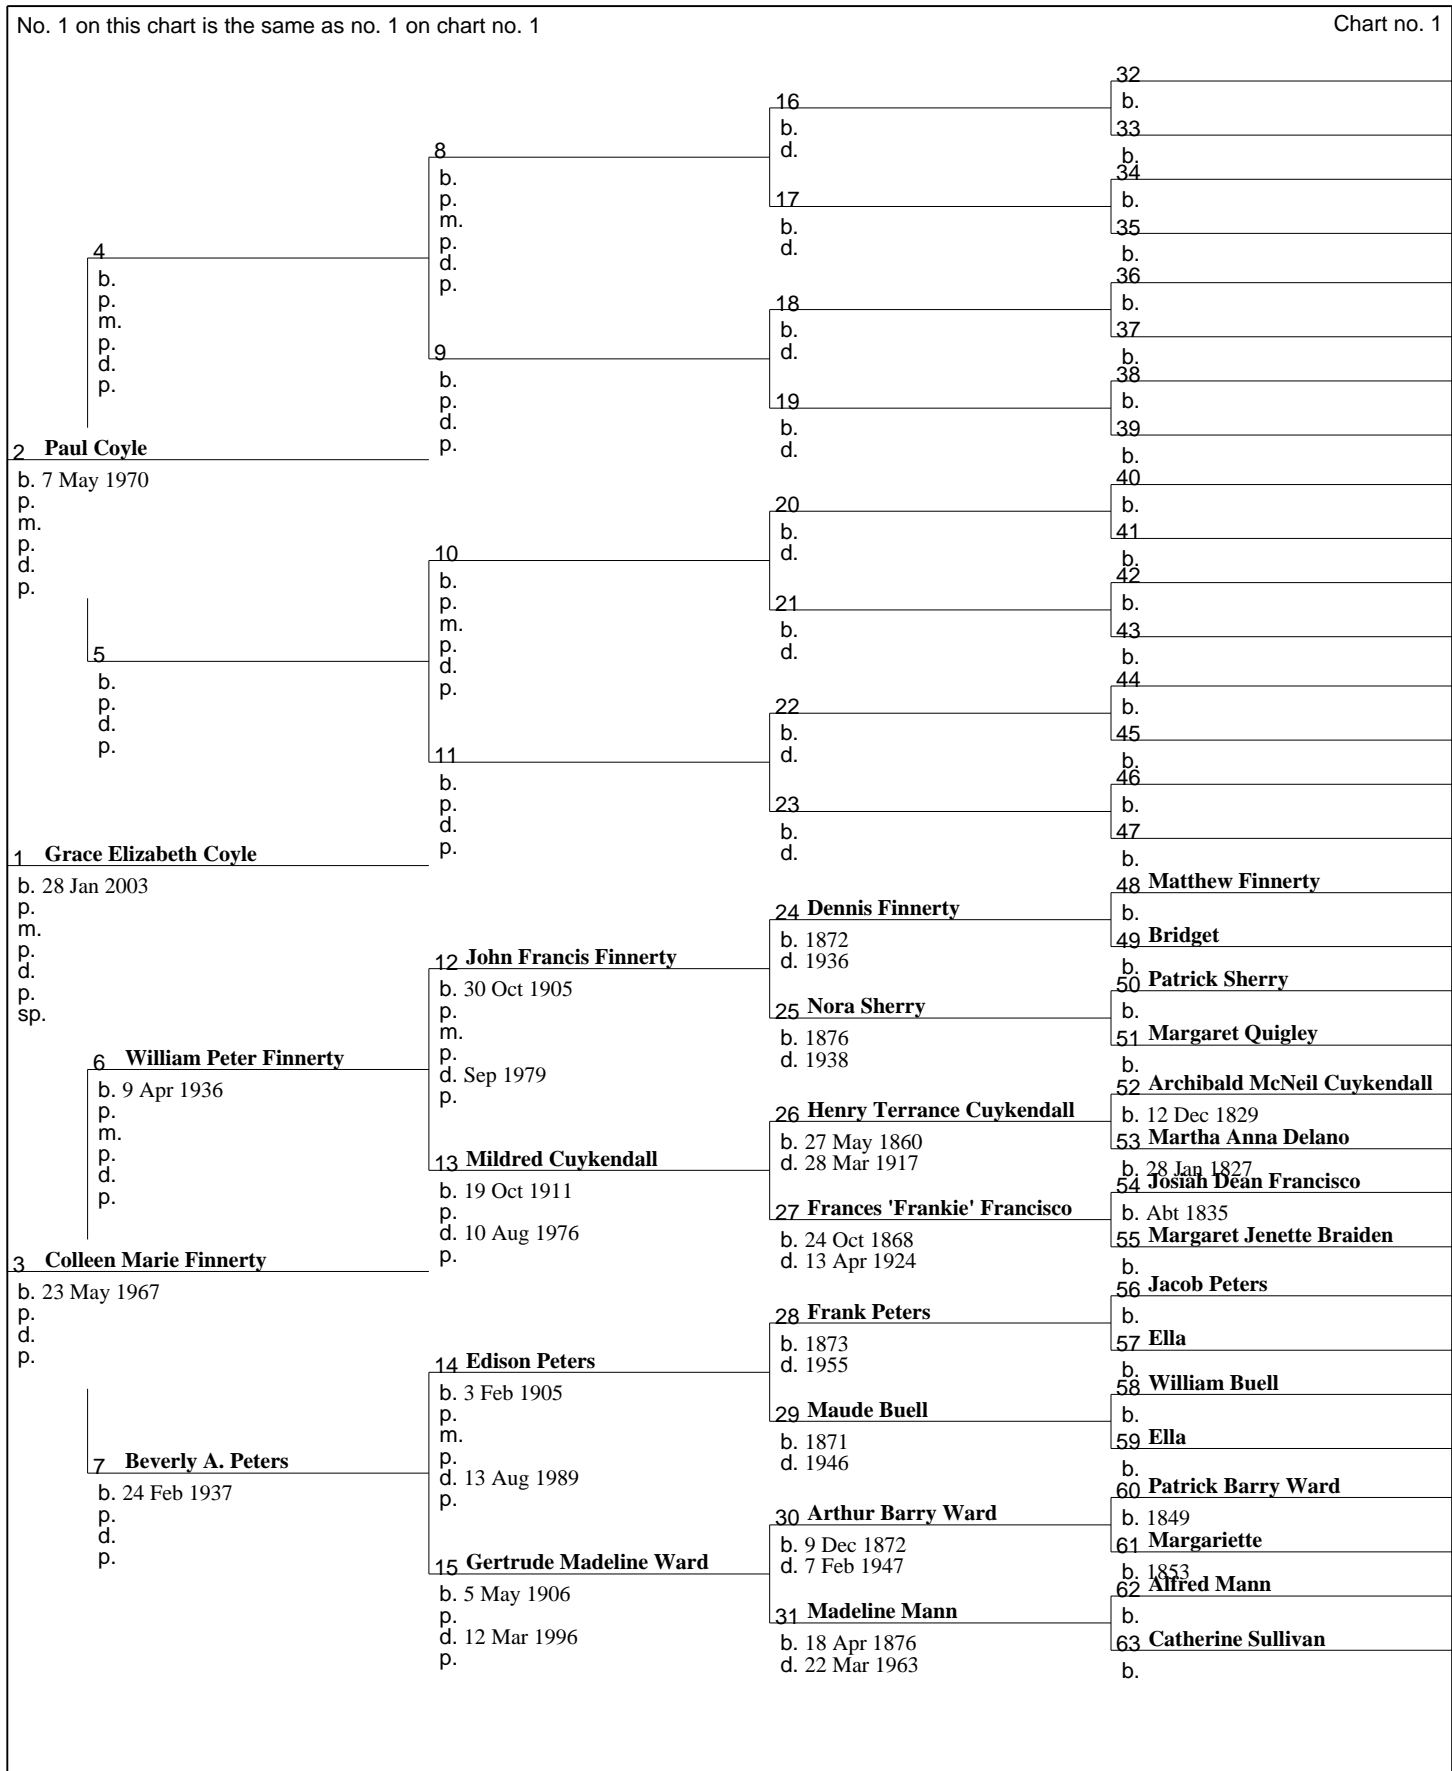 No. 1 on this chart is the same as no. 1 on chart no. 1
Chart no. 1
2 Paul Coyle
b. 7 May 1970
p.
m.
p.
d.
p.
1 Grace Elizabeth Coyle
b. 28 Jan 2003
p.
m.
p.
d.
p.
sp.
3 Colleen Marie Finnerty
b. 23 May 1967
p.
d.
p.
4
b.
p.
m.
p.
d.
p.
5
b.
p.
d.
p.
6 William Peter Finnerty
b. 9 Apr 1936
p.
m.
p.
d.
p.
7 Beverly A. Peters
b. 24 Feb 1937
p.
d.
p.
8
b.
p.
m.
p.
d.
p.
9
b.
p.
d.
p.
10
b.
p.
m.
p.
d.
p.
11
b.
p.
d.
p.
12 John Francis Finnerty
b. 30 Oct 1905
p.
m.
p.
d. Sep 1979
p.
13 Mildred Cuykendall
b. 19 Oct 1911
p.
d. 10 Aug 1976
p.
14 Edison Peters
b. 3 Feb 1905
p.
m.
p.
d. 13 Aug 1989
p.
15 Gertrude Madeline Ward
b. 5 May 1906
p.
d. 12 Mar 1996
p.
16
b.
d.
17
b.
d.
18
b.
d.
19
b.
d.
20
b.
d.
21
b.
d.
22
b.
d.
23
b.
d.
24 Dennis Finnerty
b. 1872
d. 1936
25 Nora Sherry
b. 1876
d. 1938
26 Henry Terrance Cuykendall
b. 27 May 1860
d. 28 Mar 1917
27 Frances 'Frankie' Francisco
b. 24 Oct 1868
d. 13 Apr 1924
28 Frank Peters
b. 1873
d. 1955
29 Maude Buell
b. 1871
d. 1946
30 Arthur Barry Ward
b. 9 Dec 1872
d. 7 Feb 1947
31 Madeline Mann
b. 18 Apr 1876
d. 22 Mar 1963
32
b.
33
b.
34
b.
35
b.
36
b.
37
b.
38
b.
39
b.
40
b.
41
b.
42
b.
43
b.
44
b.
45
b.
46
b.
47
b.
48 Matthew Finnerty
b.
49 Bridget
b.
50 Patrick Sherry
b.
51 Margaret Quigley
b.
52 Archibald McNeil Cuykendall
b. 12 Dec 1829
53 Martha Anna Delano
b. 28 Jan 1827
54 Josiah Dean Francisco
b. Abt 1835
55 Margaret Jenette Braiden
b.
56 Jacob Peters
b.
57 Ella
b.
58 William Buell
b.
59 Ella
b.
60 Patrick Barry Ward
b. 1849
61 Margariette
b. 1853
62 Alfred Mann
b.
63 Catherine Sullivan
b.